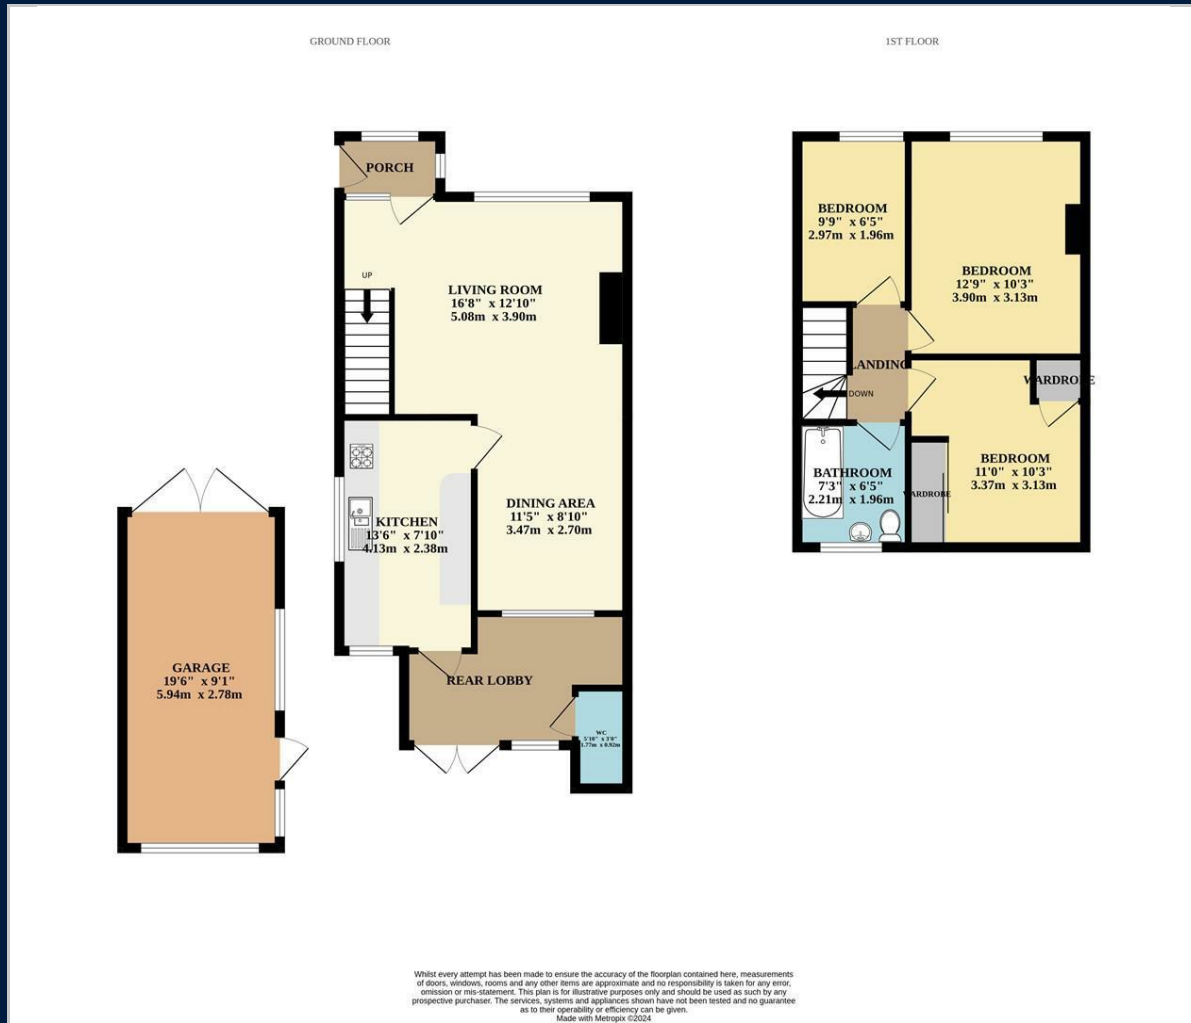 GROUND FLOOR
1ST FLOOR
PORCH
UP
LIVING ROOM
16'8" x 12'10"
5.08m x 3.90m
DINING AREA
11'5" x 8'10"
3.47m x 2.70m
KITCHEN
13'6" x 7'10"
4.13m x 2.38m
REAR LOBBY
WC
5'10" x 3'0"
1.77m x 0.92m
GARAGE
19'6" x 9'1"
5.94m x 2.78m
BEDROOM
9'9" x 6'5"
2.97m x 1.96m
BEDROOM
12'9" x 10'3"
3.90m x 3.13m
LANDING
DOWN
WARDROBE
BEDROOM
11'0" x 10'3"
3.37m x 3.13m
WARDROBE
BATHROOM
7'3" x 6'5"
2.21m x 1.96m
Whilst every attempt has been made to ensure the accuracy of the floorplan contained here, measurements
of doors, windows, rooms and any other items are approximate and no responsibility is taken for any error,
omission or mis-statement. This plan is for illustrative purposes only and should be used as such by any
prospective purchaser. The services, systems and appliances shown have not been tested and no guarantee
as to their operability or efficiency can be given.
Made with Metropix ©2024